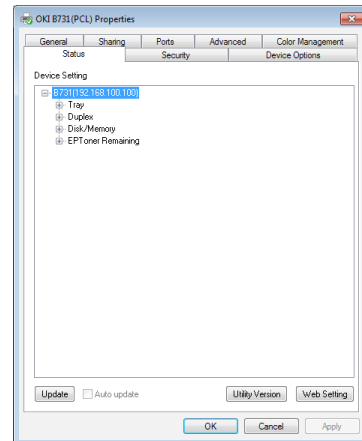 OKI B731(PCL) Properties
General Sharing Ports Advanced Color Management
Status Security Device Options
Device Setting
B731(192.168.100.100)
Tray
Duplex
Disk/Memory
EPToner Remaining
Update Auto update Utility Version Web Setting
OK Cancel Apply